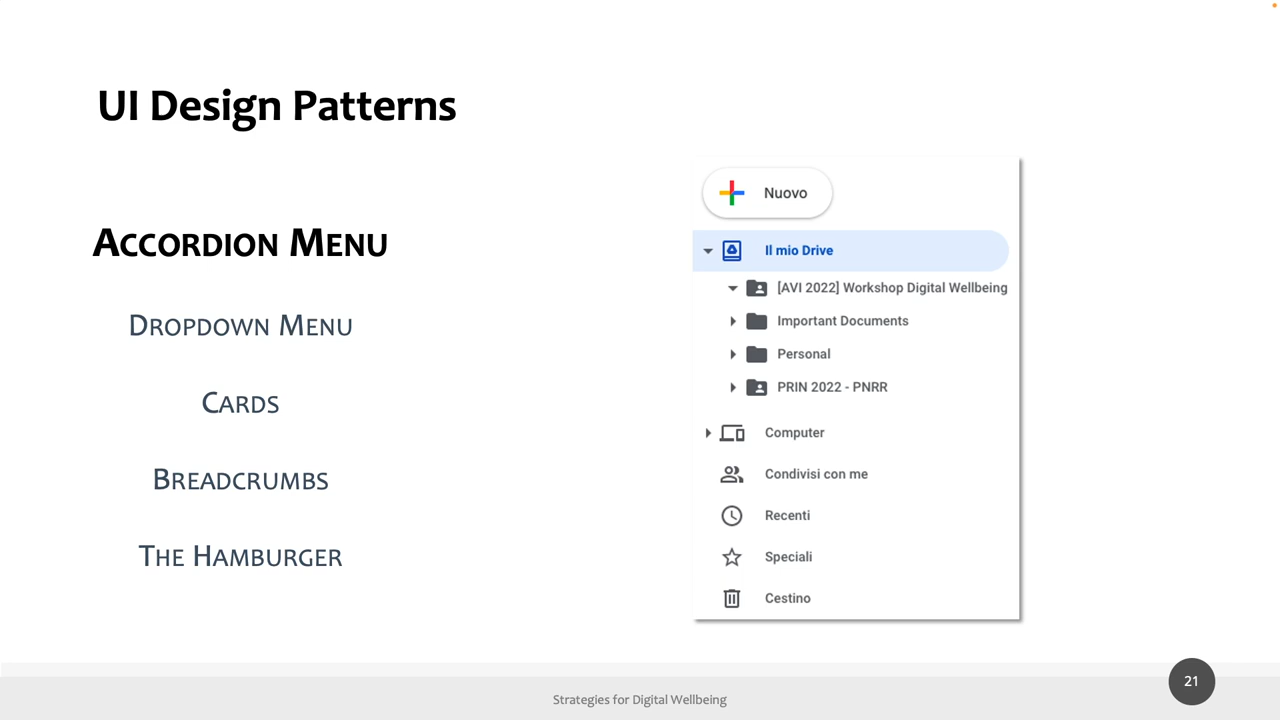 UI Design Patterns
Accordion Menu
Dropdown Menu
Cards
Breadcrumbs
The Hamburger
Nuovo
Il mio Drive
[AVI 2022] Workshop Digital Wellbeing
Important Documents
Personal
PRIN 2022 - PNRR
Computer
Condivisi con me
Recenti
Speciali
Cestino
Strategies for Digital Wellbeing
21